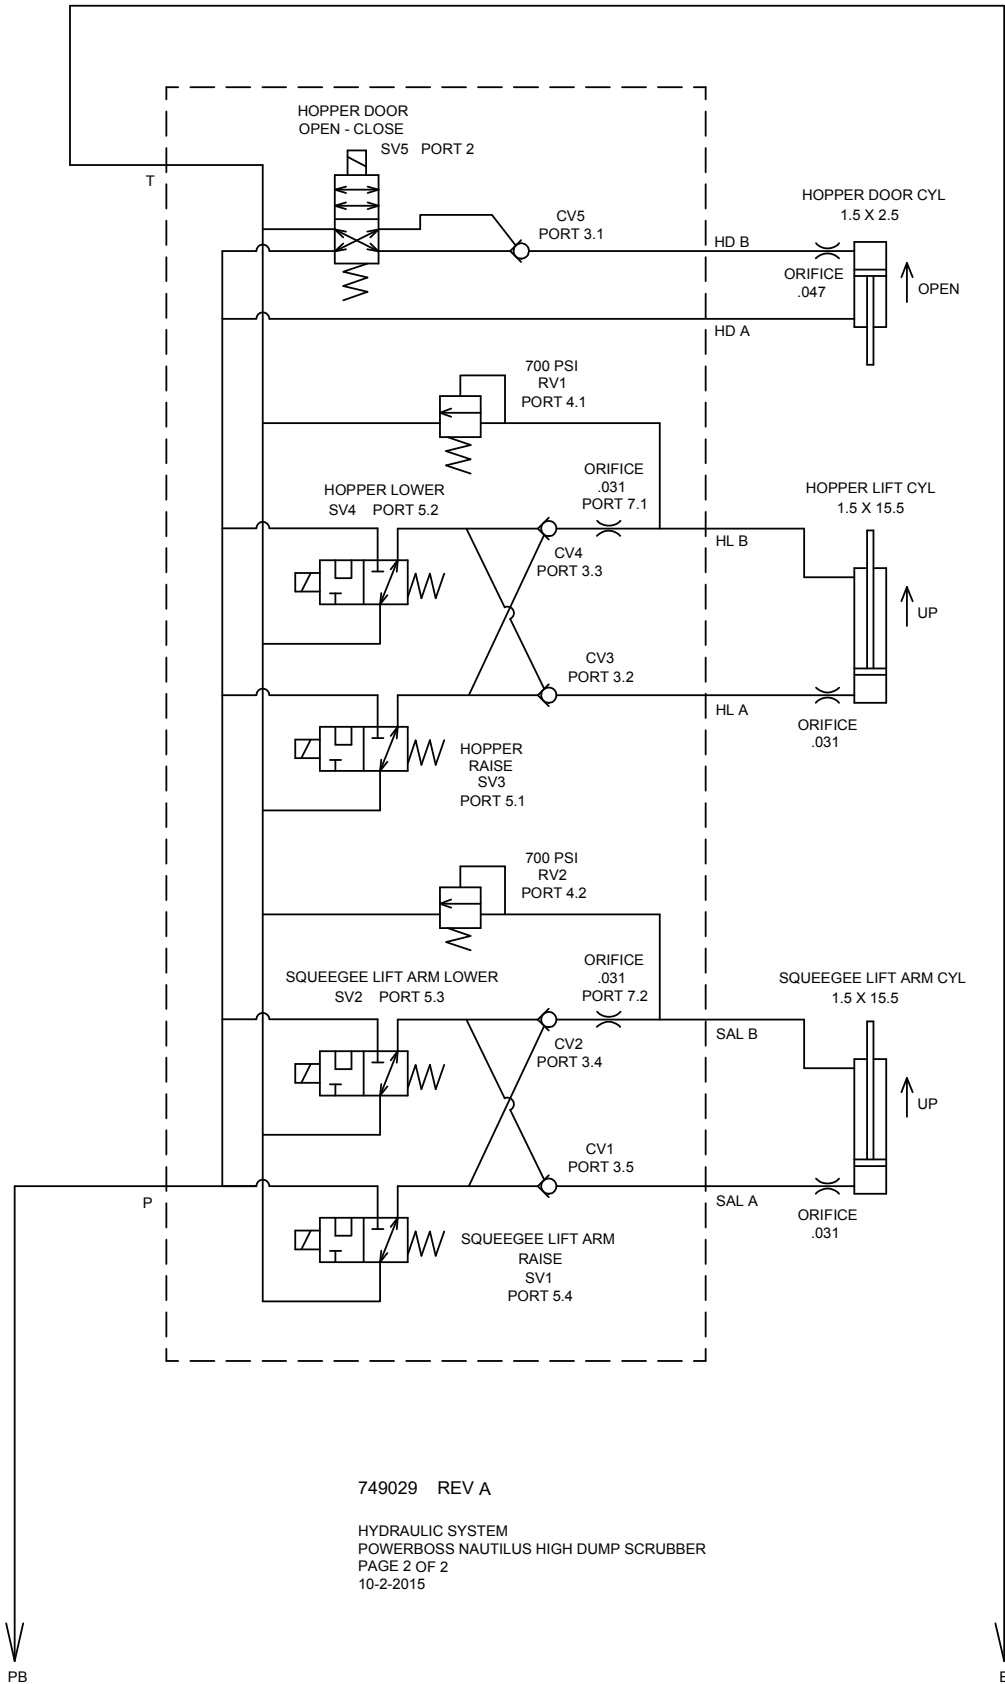 HOPPER DOOR
OPEN - CLOSE
SV5 PORT 2
T
CV5
PORT 3.1
HD B
HOPPER DOOR CYL
1.5 X 2.5
ORIFICE
.047
OPEN
HD A
700 PSI
RV1
PORT 4.1
HOPPER LOWER
SV4 PORT 5.2
ORIFICE
.031
PORT 7.1
CV4
PORT 3.3
HL B
HOPPER LIFT CYL
1.5 X 15.5
UP
CV3
PORT 3.2
HL A
ORIFICE
.031
HOPPER
RAISE
SV3
PORT 5.1
700 PSI
RV2
PORT 4.2
SQUEEGEE LIFT ARM LOWER
SV2 PORT 5.3
ORIFICE
.031
PORT 7.2
CV2
PORT 3.4
SAL B
SQUEEGEE LIFT ARM CYL
1.5 X 15.5
UP
CV1
PORT 3.5
P
SAL A
ORIFICE
.031
SQUEEGEE LIFT ARM
RAISE
SV1
PORT 5.4
749029 REV A
HYDRAULIC SYSTEM
POWERBOSS NAUTILUS HIGH DUMP SCRUBBER
PAGE 2 OF 2
10-2-2015
PB